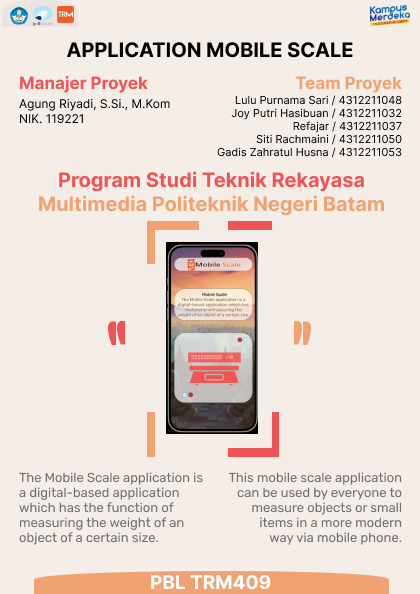 TRM
Kampus
Merdeka
INDONESIA JAYA
APPLICATION MOBILE SCALE
Manajer Proyek
Agung Riyadi, S.Si., M.Kom
NIK. 119221
Team Proyek
Lulu Purnama Sari / 4312211048
Joy Putri Hasibuan / 4312211032
Refajar / 4312211037
Siti Rachmaini / 4312211050
Gadis Zahratul Husna / 4312211053
Program Studi Teknik Rekayasa
Multimedia Politeknik Negeri Batam
Mobile Scale
Mobile Scale
The Mobile Scale application is a
digital-based application which has
the function of measuring the
weight of an object of a certain size.
The Mobile Scale application is
a digital-based application
which has the function of
measuring the weight of an
object of a certain size.
This mobile scale application
can be used by everyone to
measure objects or small
items in a more modern
way via mobile phone.
PBL TRM409